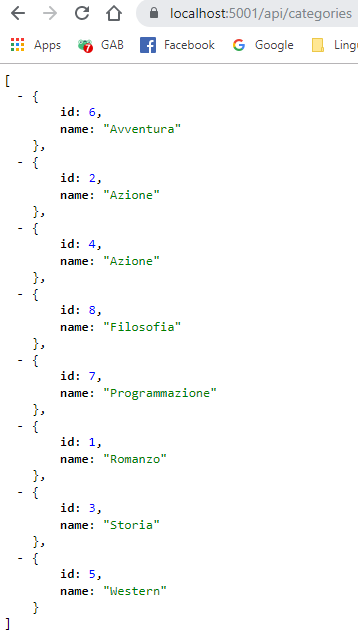 localhost:5001/api/categories
Apps GAB Facebook Google Lingu
[
- {
id: 6,
name: "Avventura"
},
- {
id: 2,
name: "Azione"
},
- {
id: 4,
name: "Azione"
},
- {
id: 8,
name: "Filosofia"
},
- {
id: 7,
name: "Programmazione"
},
- {
id: 1,
name: "Romanzo"
},
- {
id: 3,
name: "Storia"
},
- {
id: 5,
name: "Western"
}
]